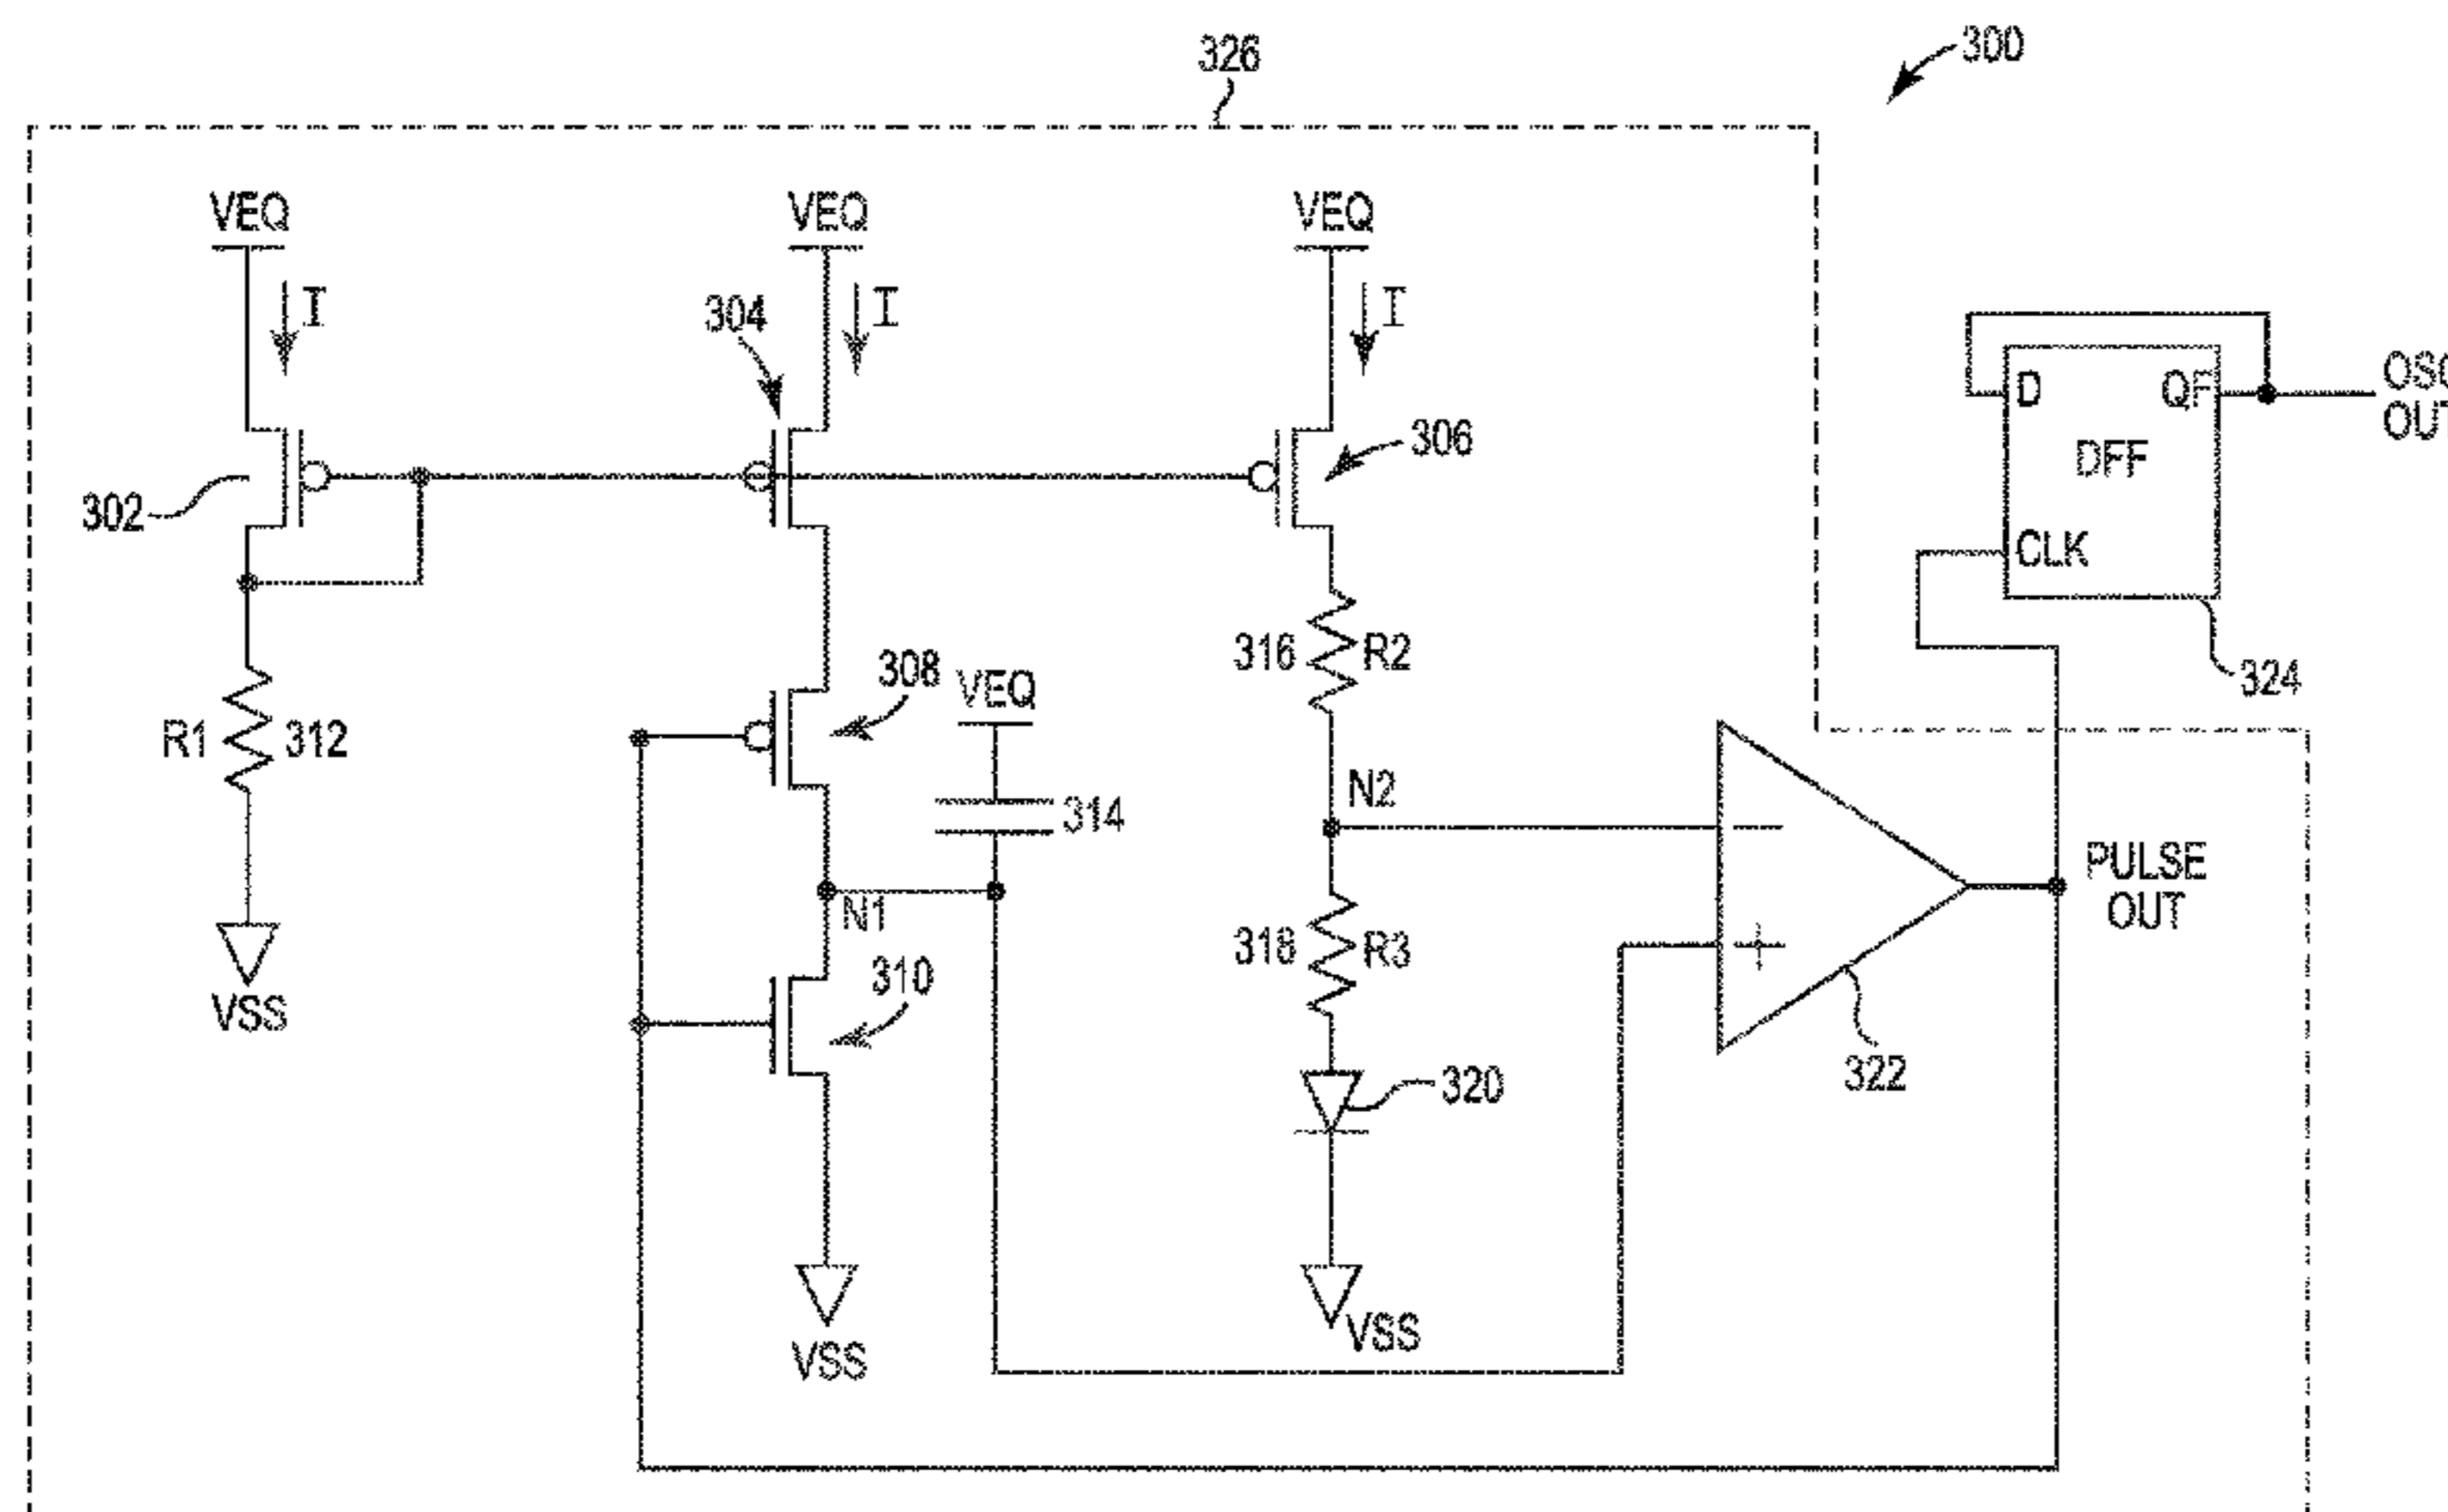 326
300
VEQ
VEQ
VEQ
I
304
I
I
302
306
D
QF
DFF
CLK
OSC
OUT
324
R1
312
308
VEQ
314
316
R2
N2
N1
310
318
R3
320
PULSE
OUT
322
VSS
VSS
VSS